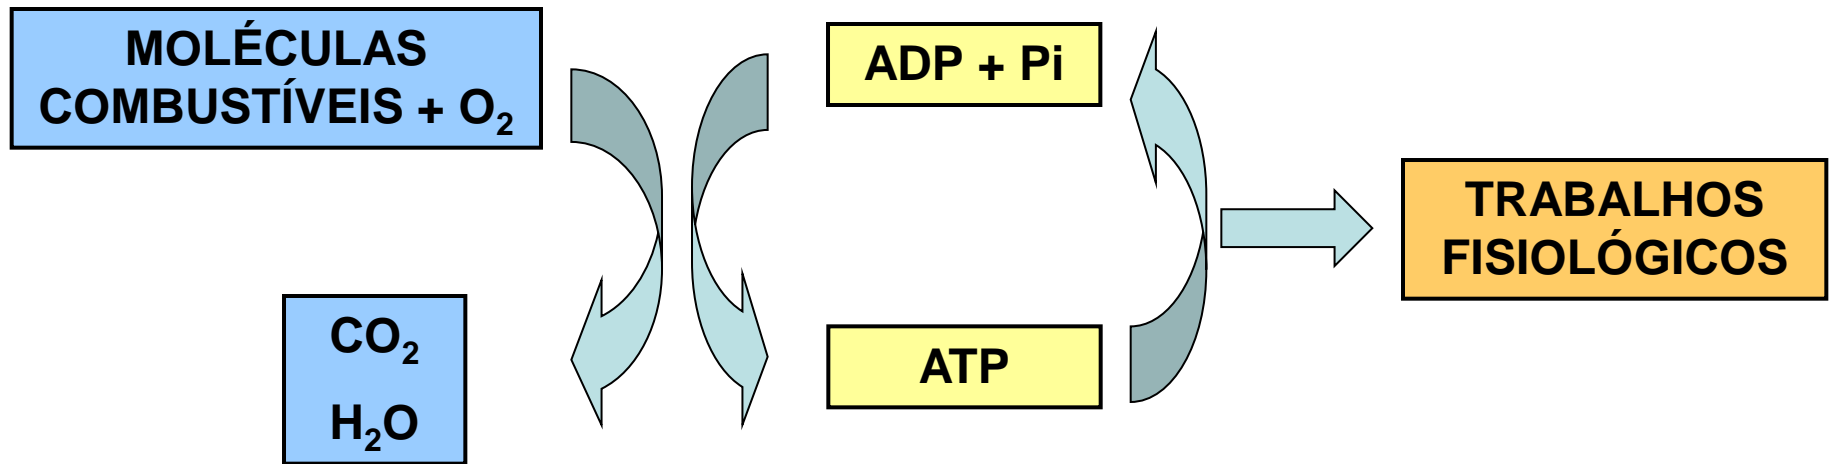 MOLÉCULAS
COMBUSTÍVEIS + O₂
ADP + Pi
TRABALHOS
FISIOLÓGICOS
CO₂
H₂O
ATP